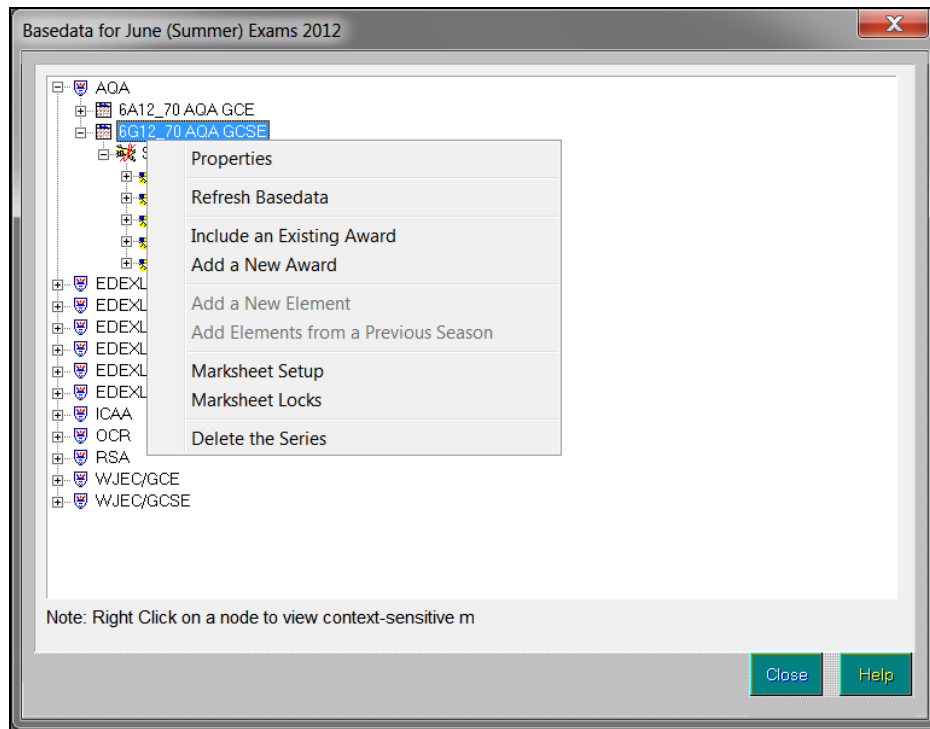 Basedata for June (Summer) Exams 2012
X
AQA
6A12_70 AQA GCE
6G12_70 AQA GCSE
S
Properties
Refresh Basedata
Include an Existing Award
Add a New Award
EDEXL
Add a New Element
EDEXL
Add Elements from a Previous Season
EDEXL
EDEXL
EDEXL
Marksheet Setup
EDEXL
Marksheet Locks
ICAA
OCR
Delete the Series
RSA
WJEC/GCE
WJEC/GCSE
Note: Right Click on a node to view context-sensitive m
Close
Help